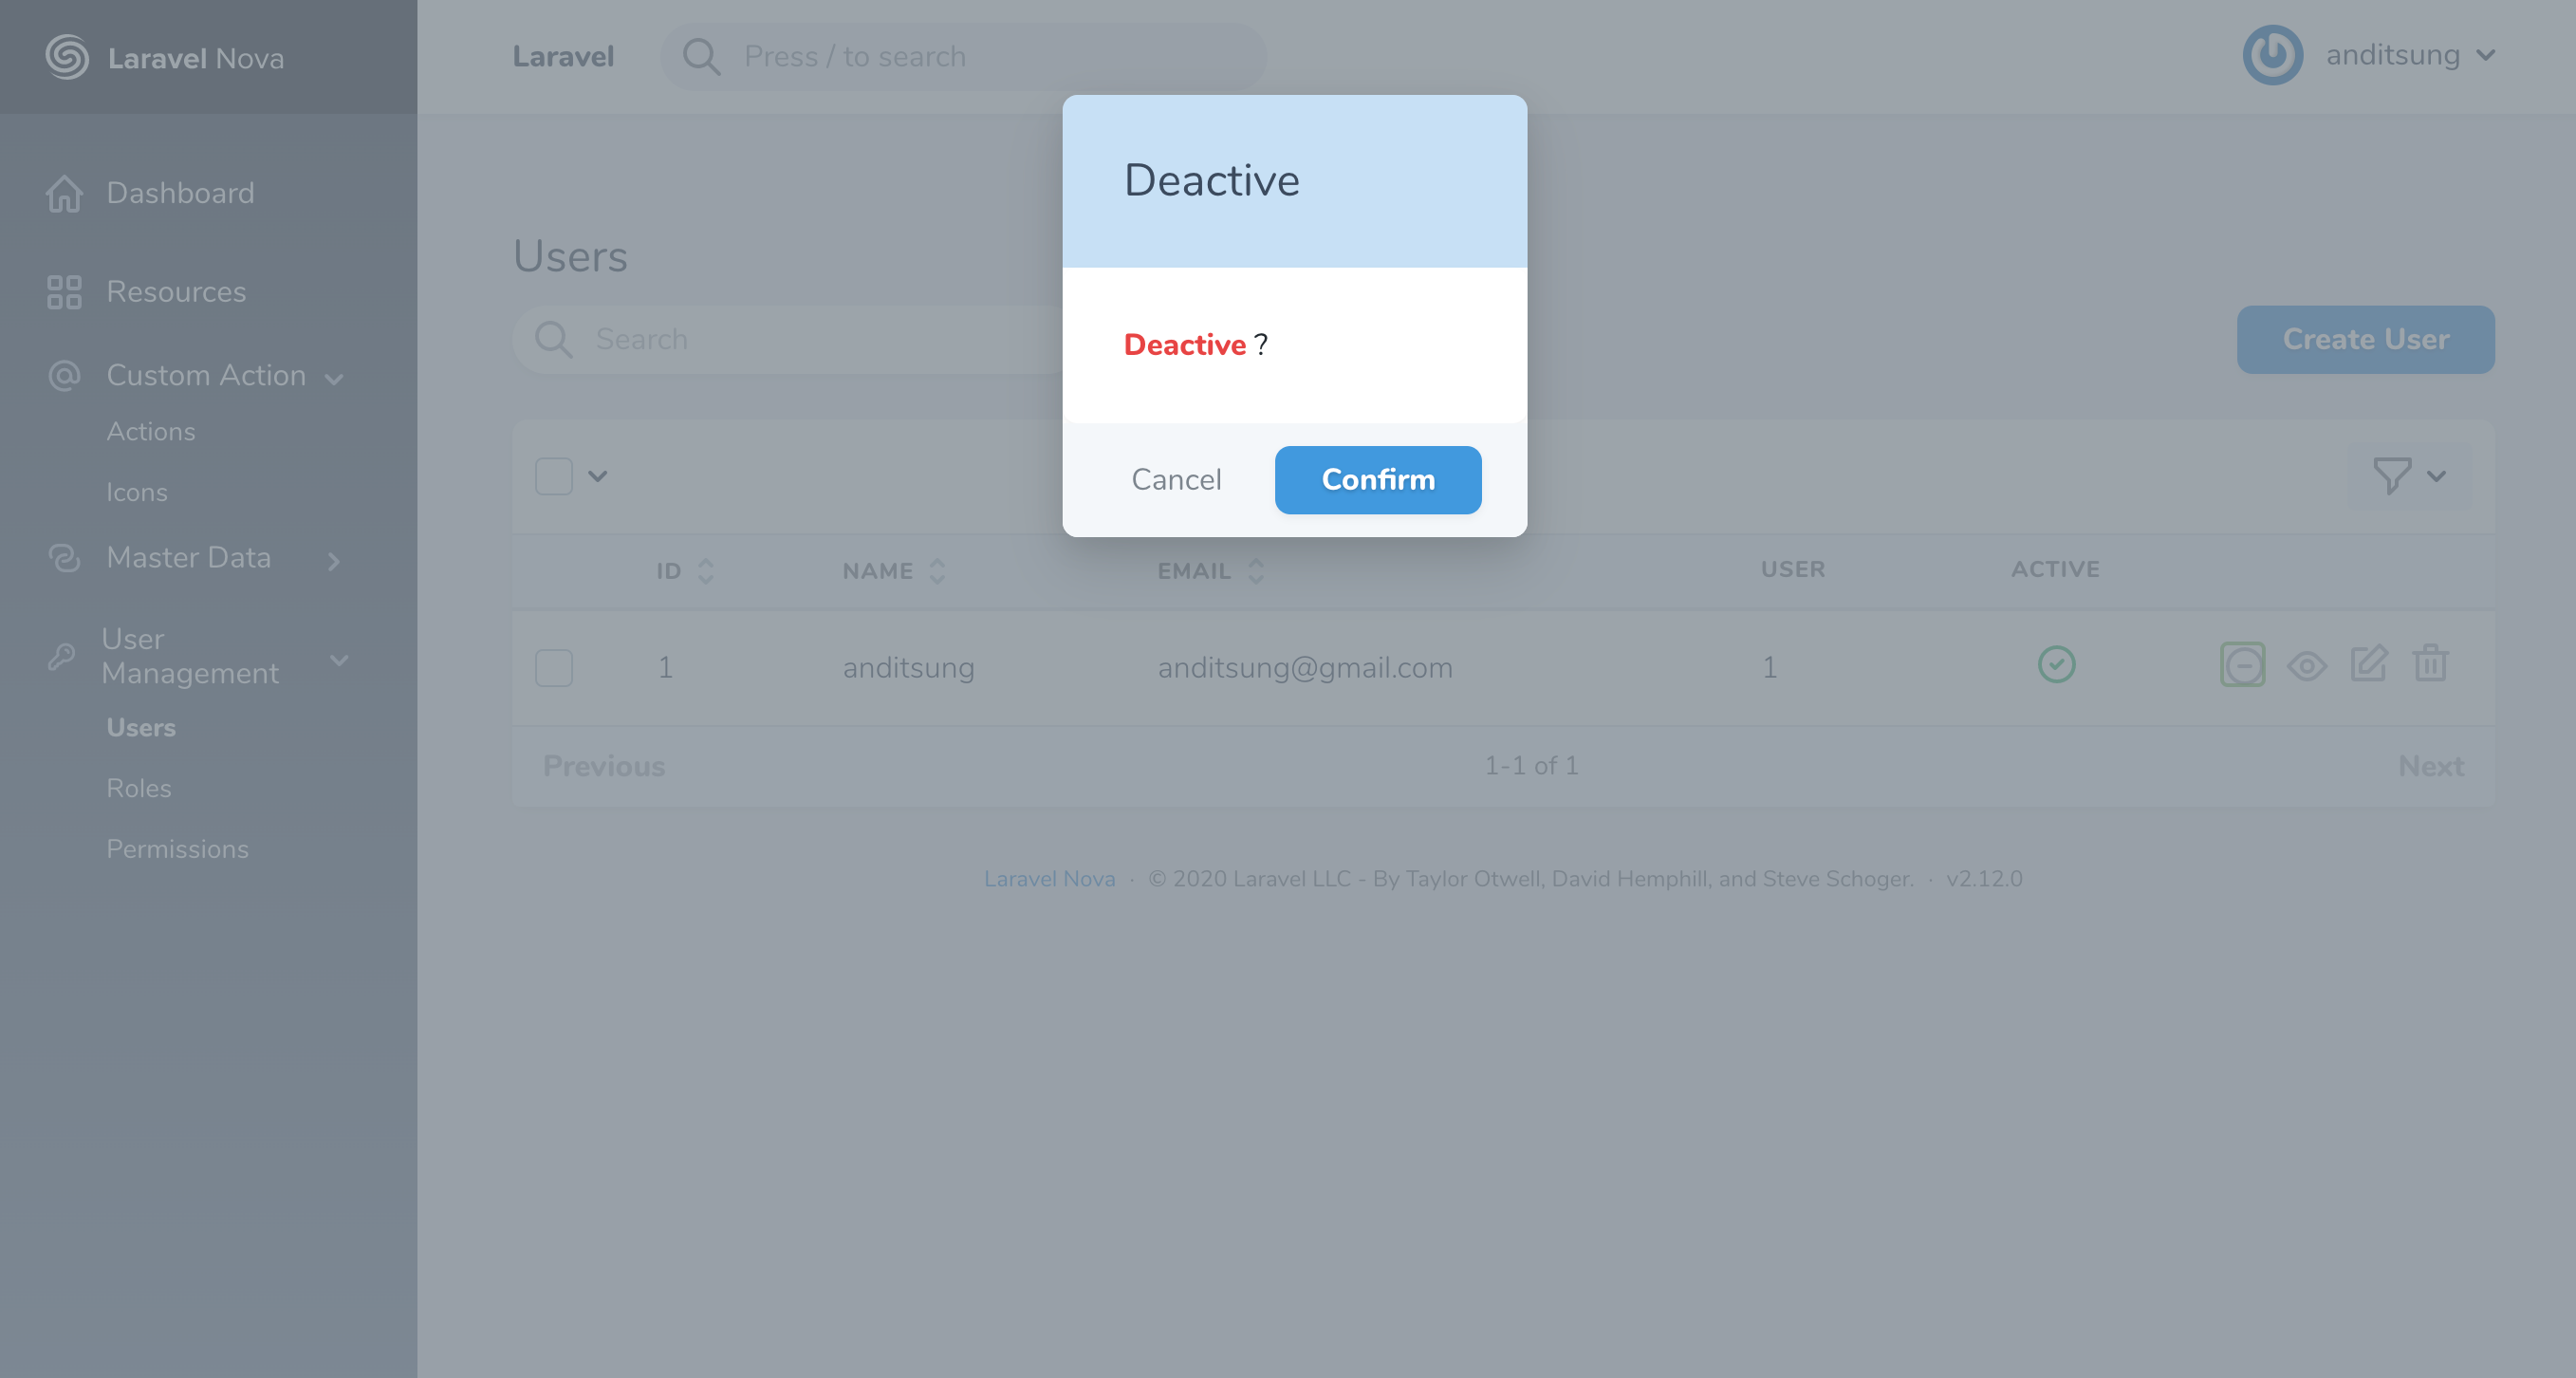 Laravel Nova
Laravel
Press / to search
anditsung
Dashboard
Resources
Custom Action
Actions
Icons
Master Data
User
Management
Users
Roles
Permissions
Users
Search
Create User
Deactive
Deactive ?
Cancel
Confirm
ID
NAME
EMAIL
USER
ACTIVE
1
anditsung
anditsung@gmail.com
1
Previous
1-1 of 1
Next
Laravel Nova · © 2020 Laravel LLC - By Taylor Otwell, David Hemphill, and Steve Schoger. · v2.12.0